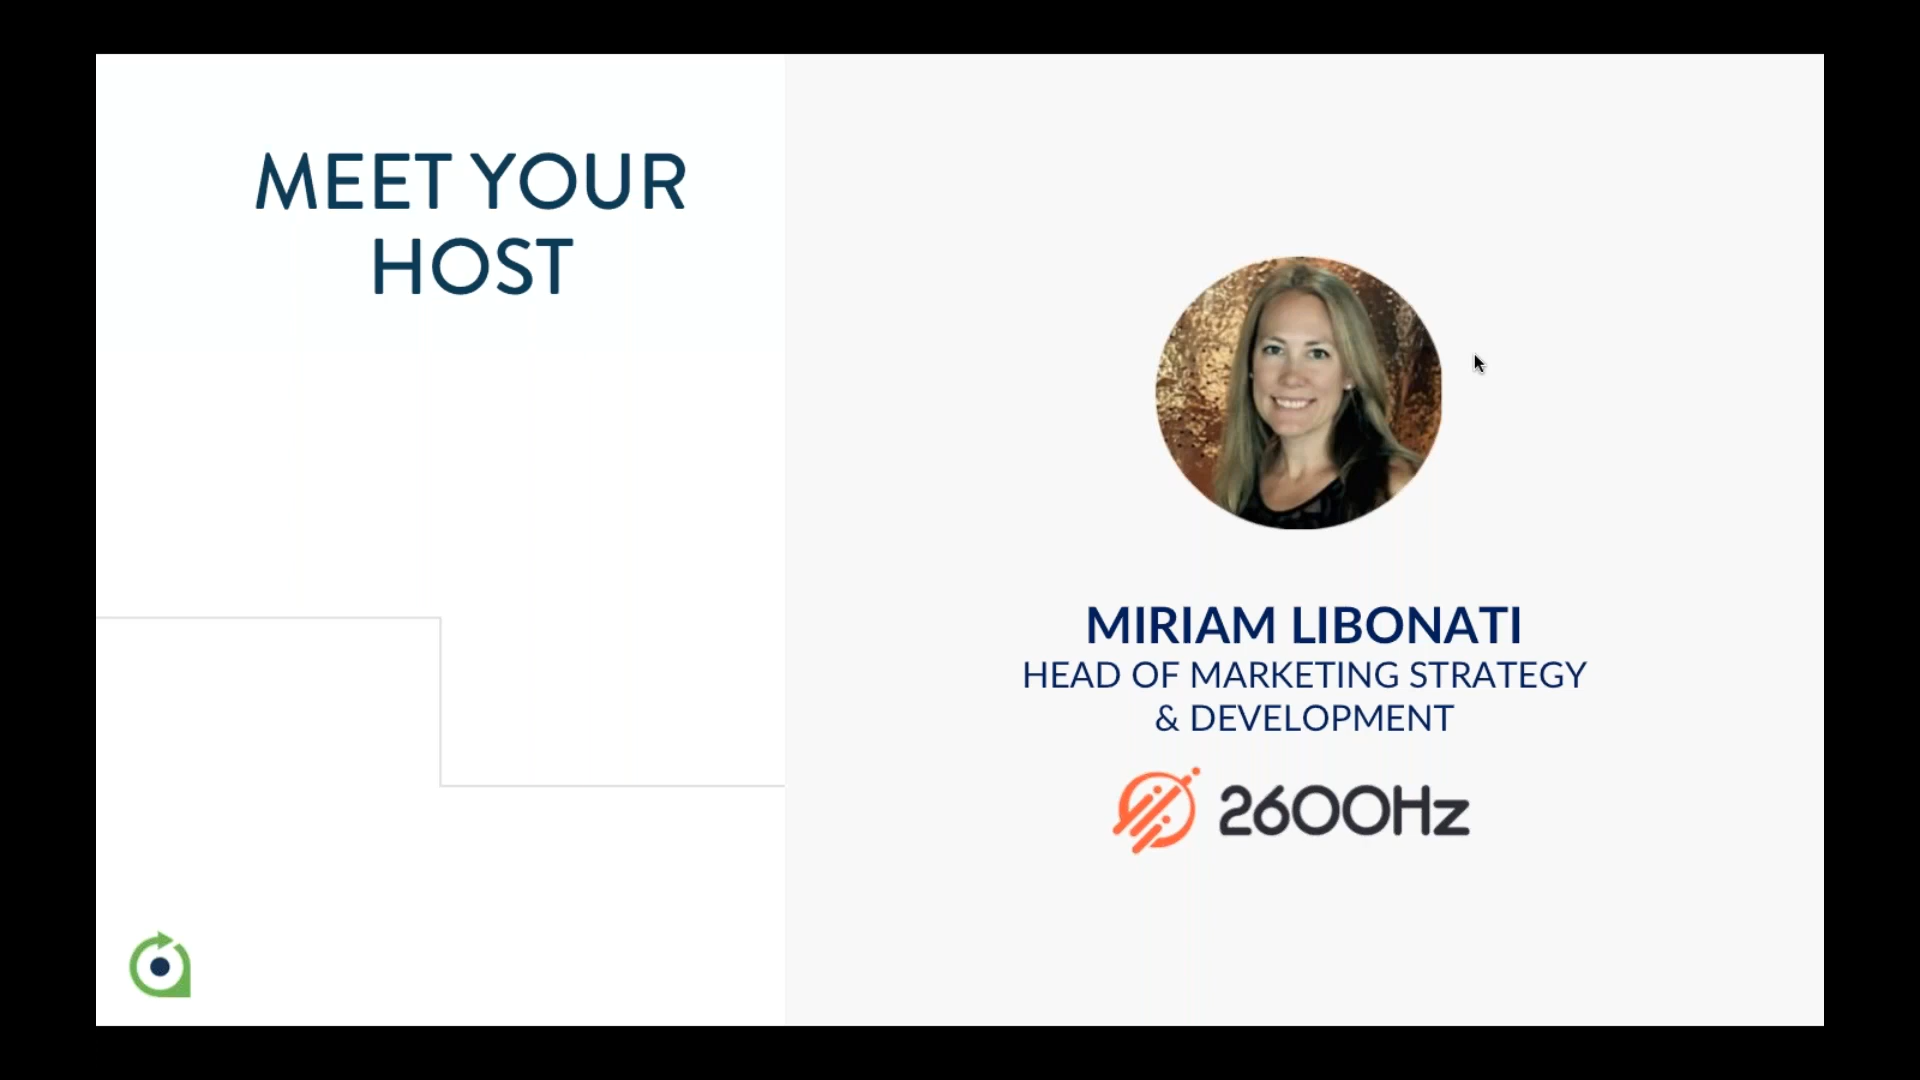 MEET YOUR
HOST
MIRIAM LIBONATI
HEAD OF MARKETING STRATEGY
& DEVELOPMENT
2600Hz